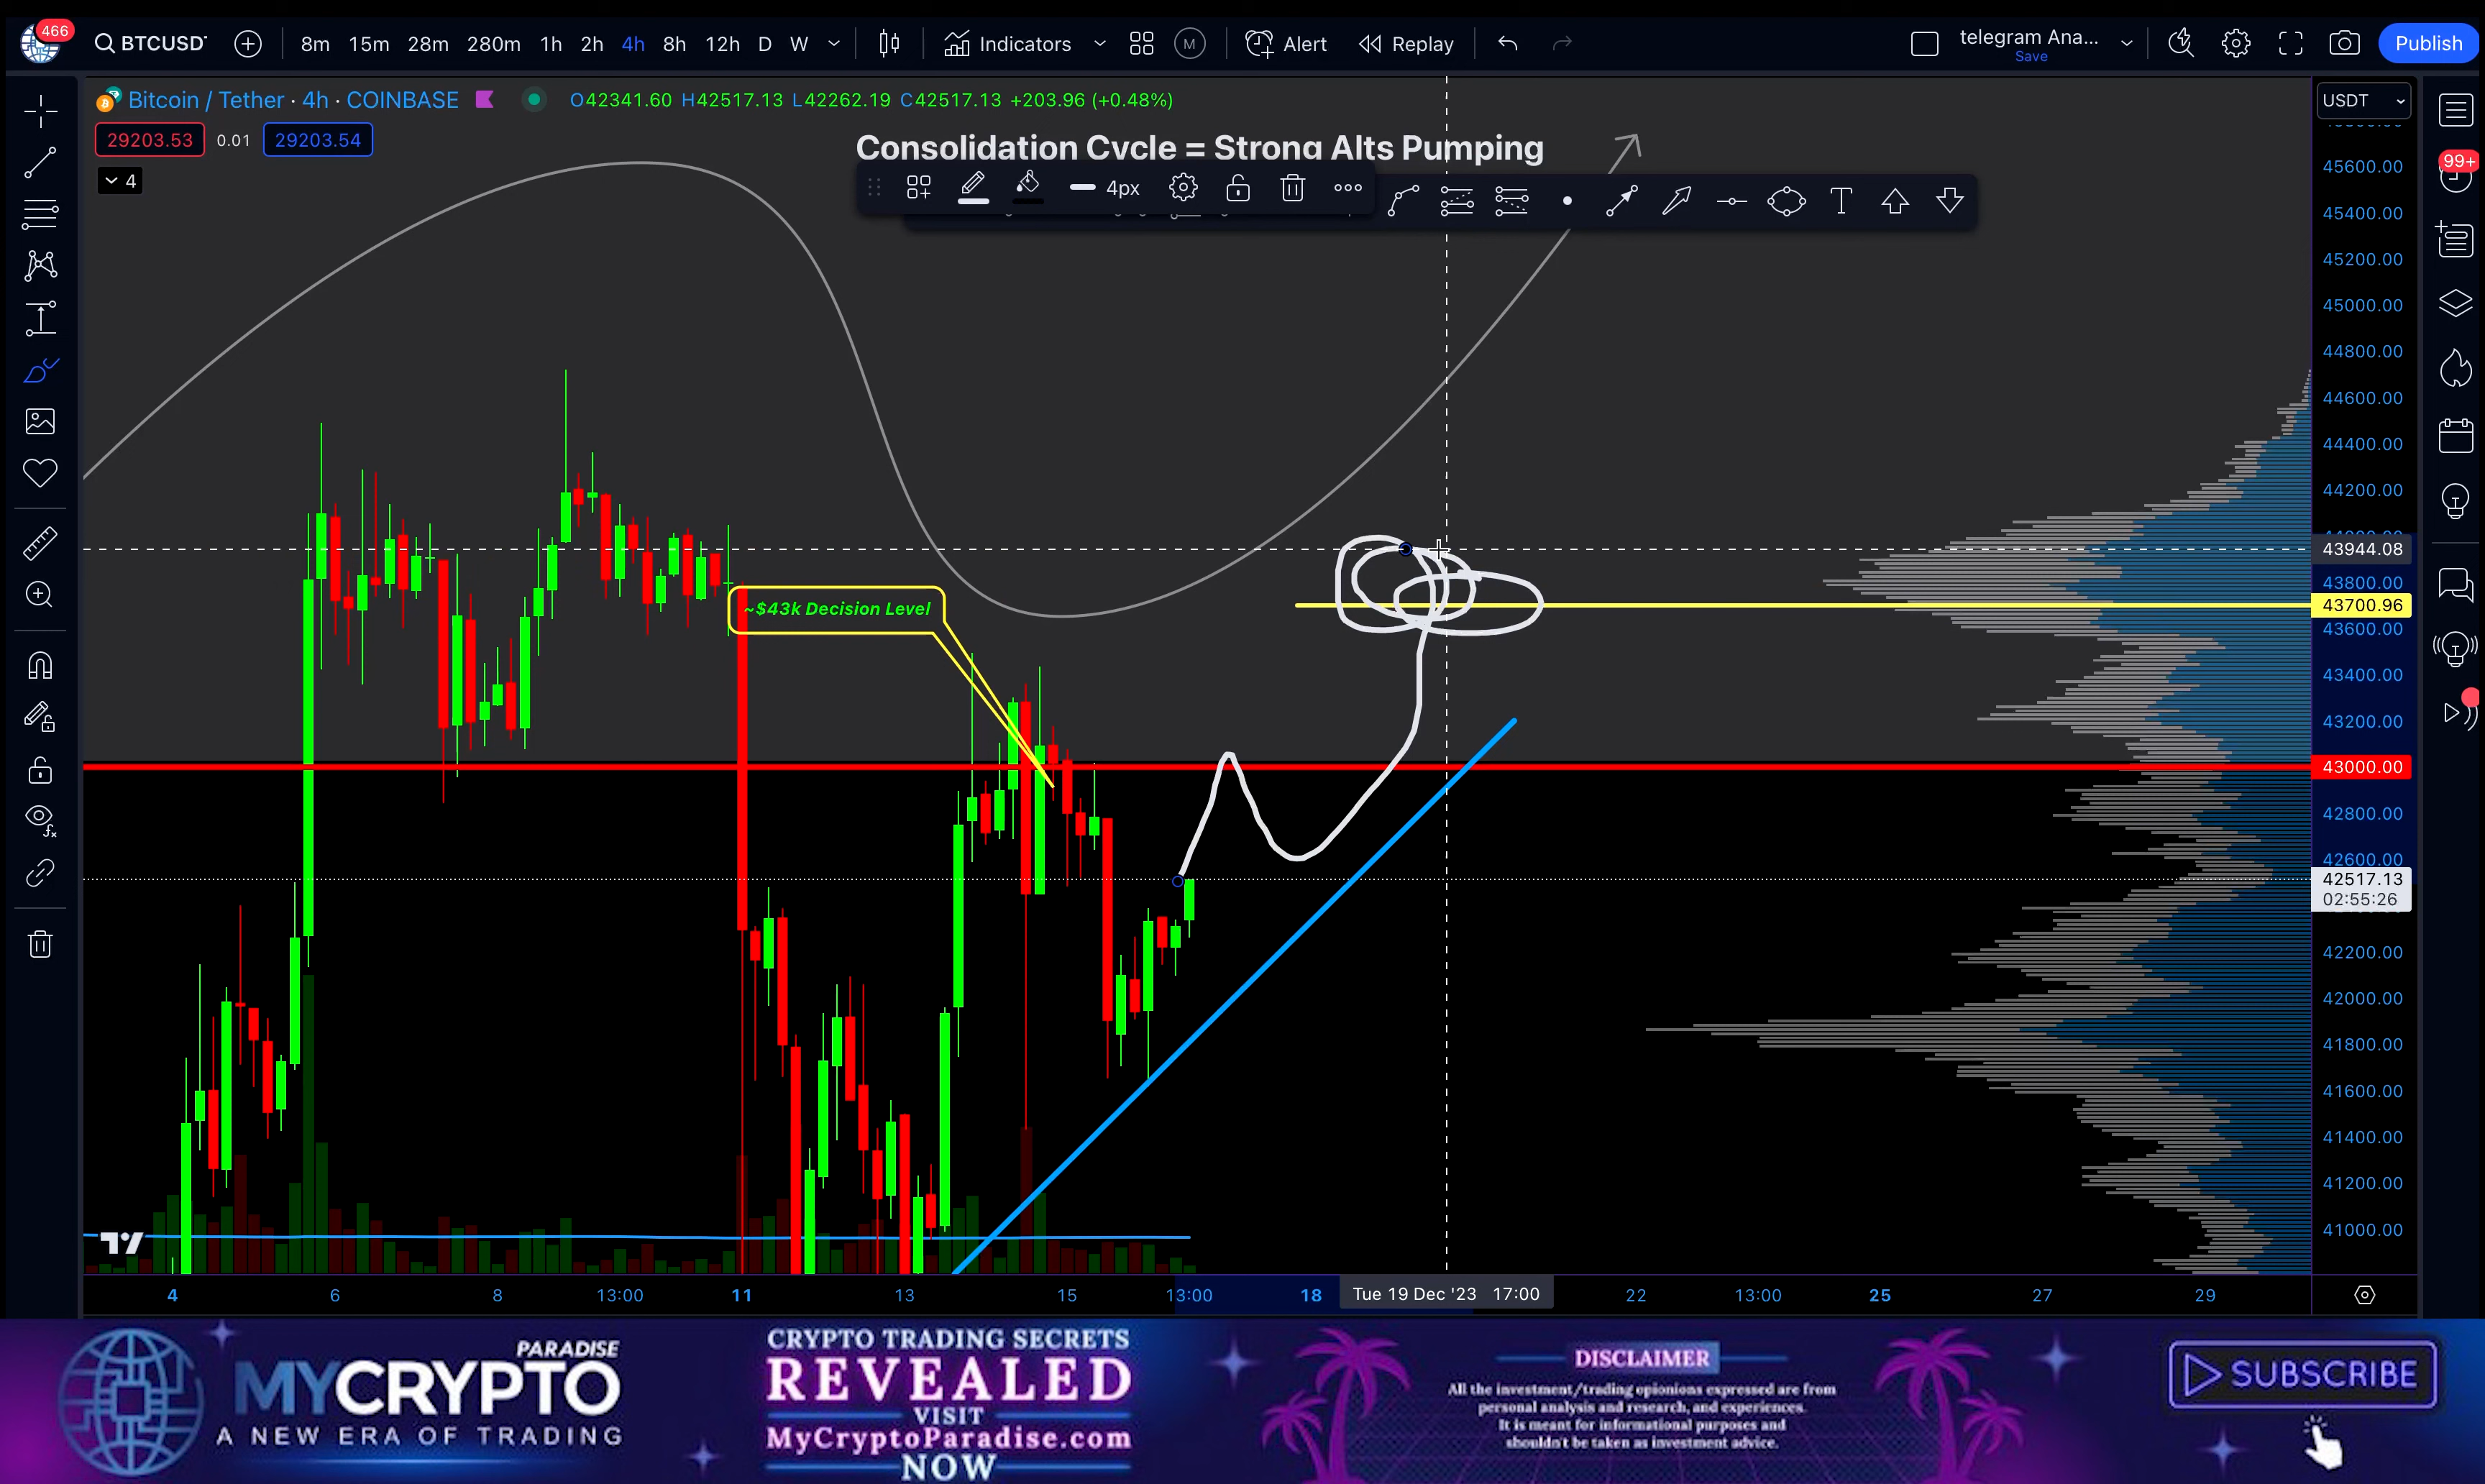 466
BTCUSDT
8m 15m 28m 280m 1h 2h 4h 8h 12h D W
Indicators
M
Alert
Replay
telegram Ana...
Save
Publish
Bitcoin / Tether · 4h · COINBASE
O42341.60 H42517.13 L42262.19 C42517.13 +203.96 (+0.48%)
USDT
29203.53 0.01 29203.54
4
Consolidation Cycle = Strong Alts Pumping
4px
T
99+
45600.00
45400.00
45200.00
45000.00
44800.00
44600.00
44400.00
44200.00
43944.08
43800.00
~$43k Decision Level
43700.96
43600.00
43400.00
43200.00
43000.00
42800.00
42600.00
42517.13
02:55:26
42200.00
42000.00
41800.00
41600.00
41400.00
41200.00
41000.00
4 6 8 13:00 11 13 15 13:00 18 Tue 19 Dec '23 17:00 22 13:00 25 27 29
PARADISE
MYCRYPTO
A NEW ERA OF TRADING
CRYPTO TRADING SECRETS
REVEALED
VISIT
MyCryptoParadise.com
NOW
DISCLAIMER
All the investment/trading opionions expressed are from
personal analysis and research, and experiences.
It is meant for informational purposes and
shouldn't be taken as investment advice.
SUBSCRIBE